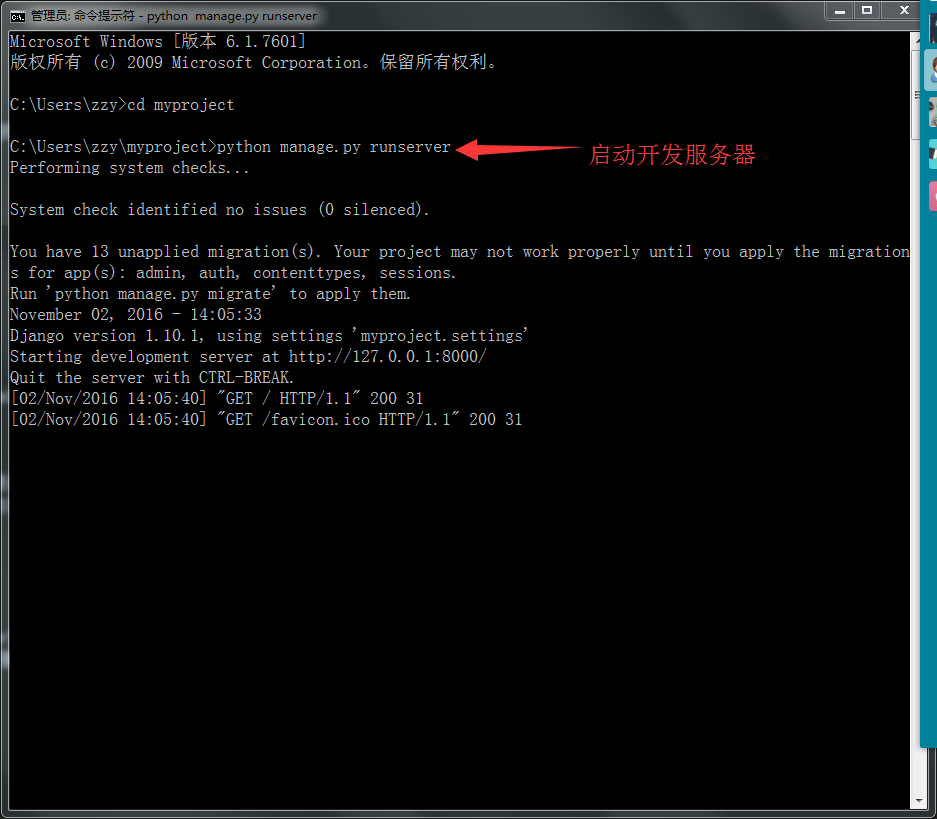 管理员: 命令提示符 - python  manage.py runserver
Microsoft Windows [版本 6.1.7601]
版权所有 (c) 2009 Microsoft Corporation。保留所有权利。
C:\Users\zzy>cd myproject
C:\Users\zzy\myproject>python manage.py runserver
启动开发服务器
Performing system checks...
System check identified no issues (0 silenced).
You have 13 unapplied migration(s). Your project may not work properly until you apply the migration
s for app(s): admin, auth, contenttypes, sessions.
Run 'python manage.py migrate' to apply them.
November 02, 2016 - 14:05:33
Django version 1.10.1, using settings 'myproject.settings'
Starting development server at http://127.0.0.1:8000/
Quit the server with CTRL-BREAK.
[02/Nov/2016 14:05:40] "GET / HTTP/1.1" 200 31
[02/Nov/2016 14:05:40] "GET /favicon.ico HTTP/1.1" 200 31